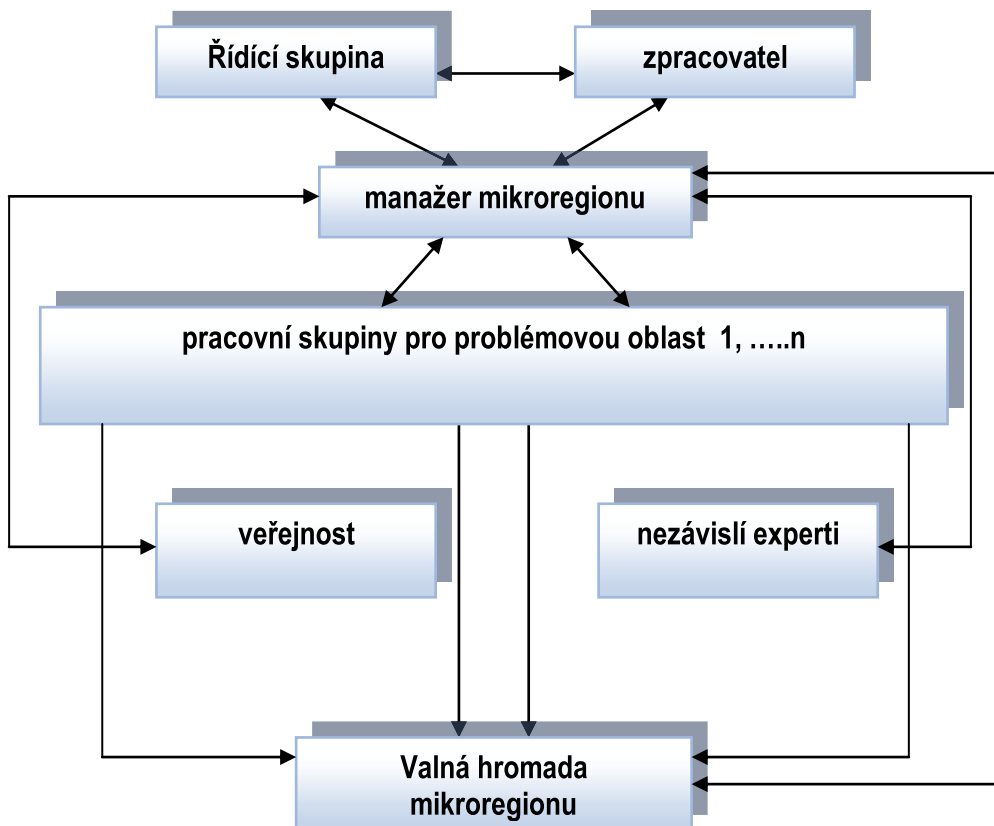 Řídící skupina
zpracovatel
manažer mikroregionu
pracovní skupiny pro problémovou oblast 1, .....n
veřejnost
nezávislí experti
Valná hromada
mikroregionu